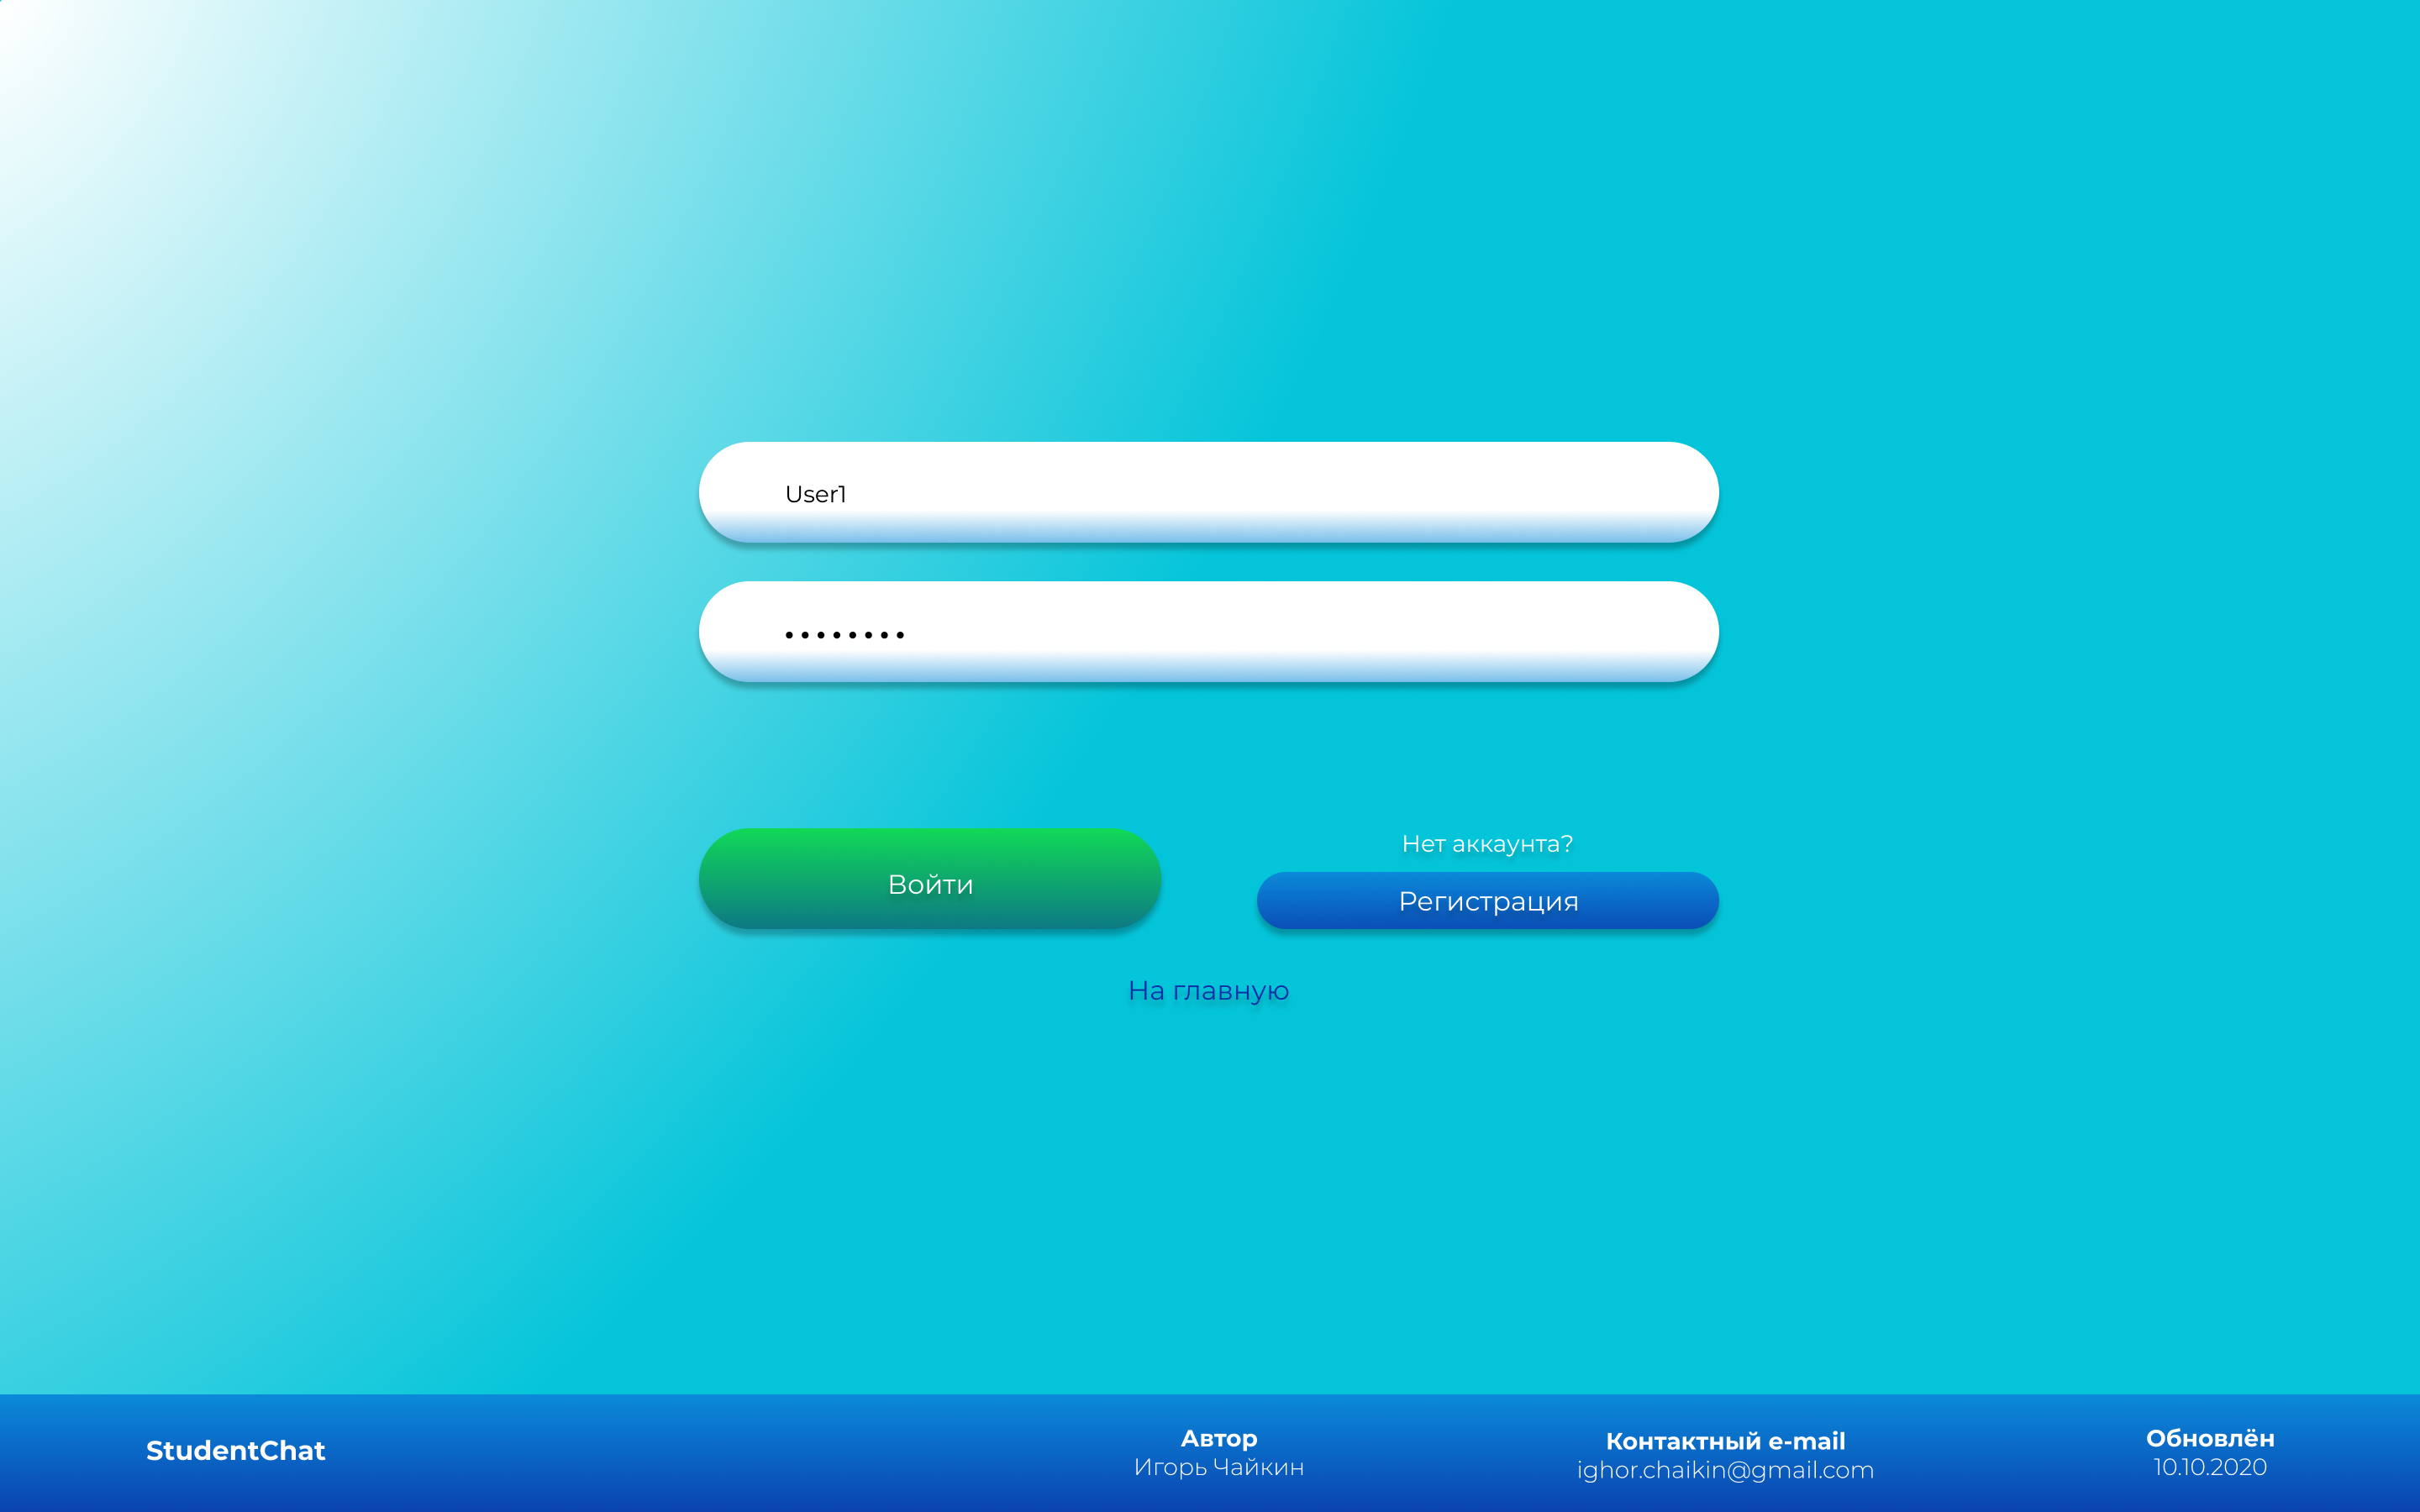 User1
••••••••
Войти
Нет аккаунта?
Регистрация
На главную
StudentChat
Автор
Игорь Чайкин
Контактный e-mail
ighor.chaikin@gmail.com
Обновлён
10.10.2020